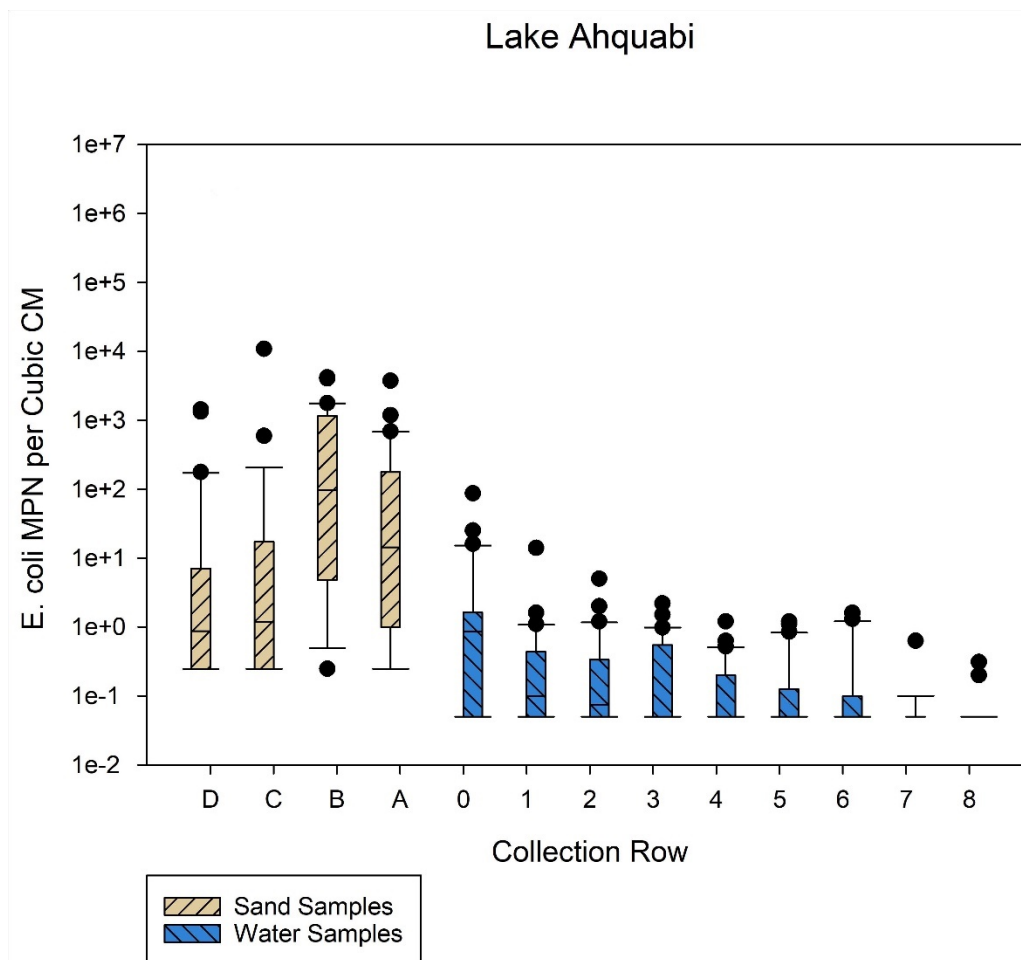 Lake Ahquabi
1e+7
1e+6
1e+5
1e+4
1e+3
1e+2
1e+1
1e+0
1e-1
1e-2
E. coli MPN per Cubic CM
D C B A 0 1 2 3 4 5 6 7 8
Collection Row
Sand Samples
Water Samples